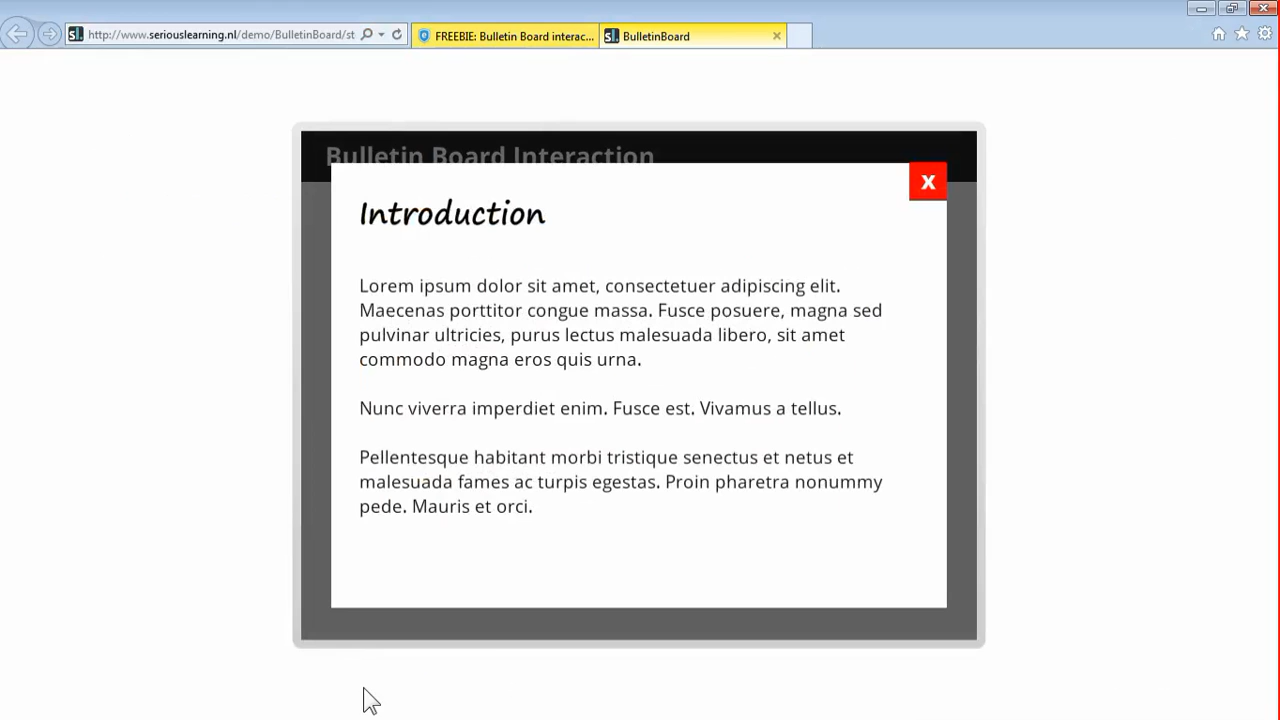 http://www.seriouslearning.nl/demo/BulletinBoard/st
FREEBIE: Bulletin Board interac...
BulletinBoard
Bulletin Board Interaction
X
Introduction
Lorem ipsum dolor sit amet, consectetuer adipiscing elit.
Maecenas porttitor congue massa. Fusce posuere, magna sed
pulvinar ultricies, purus lectus malesuada libero, sit amet
commodo magna eros quis urna.
Nunc viverra imperdiet enim. Fusce est. Vivamus a tellus.
Pellentesque habitant morbi tristique senectus et netus et
malesuada fames ac turpis egestas. Proin pharetra nonummy
pede. Mauris et orci.